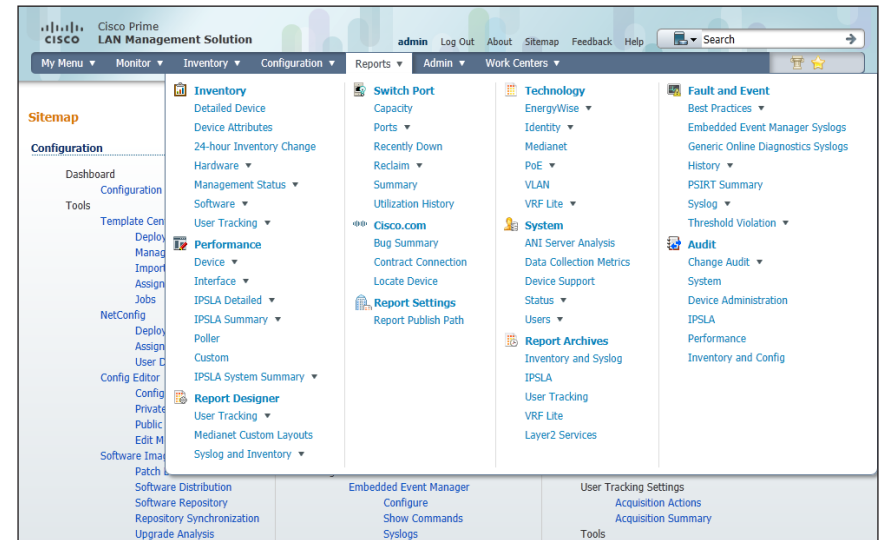 Cisco Prime
CISCO LAN Management Solution
admin Log Out About Sitemap Feedback Help Search
My Menu Monitor Inventory Configuration Reports Admin Work Centers
Sitemap
Configuration
Dashboard
Configuration
Tools
Template Cen
Deploy
Manag
Import
Assign
Jobs
NetConfig
Deploy
Assign
User D
Config Editor
Config
Private
Public
Edit M
Software Imag
Patch
Software Distribution
Software Repository
Repository Synchronization
Upgrade Analysis
Inventory
Detailed Device
Device Attributes
24-hour Inventory Change
Hardware
Management Status
Software
User Tracking
Performance
Device
Interface
IPSLA Detailed
IPSLA Summary
Poller
Custom
IPSLA System Summary
Report Designer
User Tracking
Medianet Custom Layouts
Syslog and Inventory
Switch Port
Capacity
Ports
Recently Down
Reclaim
Summary
Utilization History
Cisco.com
Bug Summary
Contract Connection
Locate Device
Report Settings
Report Publish Path
Technology
EnergyWise
Identity
Medianet
PoE
VLAN
VRF Lite
System
ANI Server Analysis
Data Collection Metrics
Device Support
Status
Users
Report Archives
Inventory and Syslog
IPSLA
User Tracking
VRF Lite
Layer2 Services
Fault and Event
Best Practices
Embedded Event Manager Syslogs
Generic Online Diagnostics Syslogs
History
PSIRT Summary
Syslog
Threshold Violation
Audit
Change Audit
System
Device Administration
IPSLA
Performance
Inventory and Config
Embedded Event Manager
Configure
Show Commands
Syslogs
User Tracking Settings
Acquisition Actions
Acquisition Summary
Tools